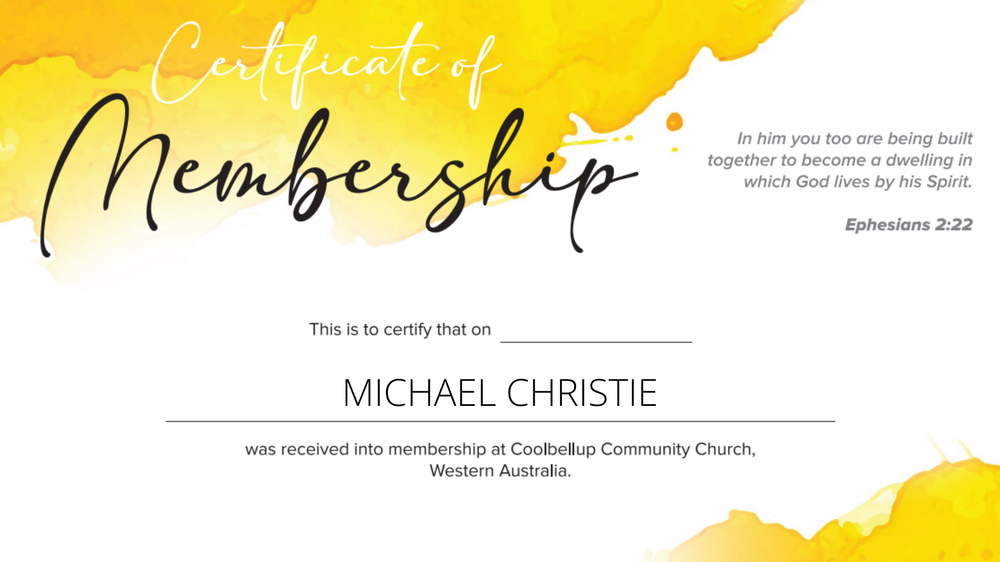 Certificate of
Membership
In him you too are being built
together to become a dwelling in
which God lives by his Spirit.
Ephesians 2:22
This is to certify that on
MICHAEL CHRISTIE
was received into membership at Coolbellup Community Church,
Western Australia.